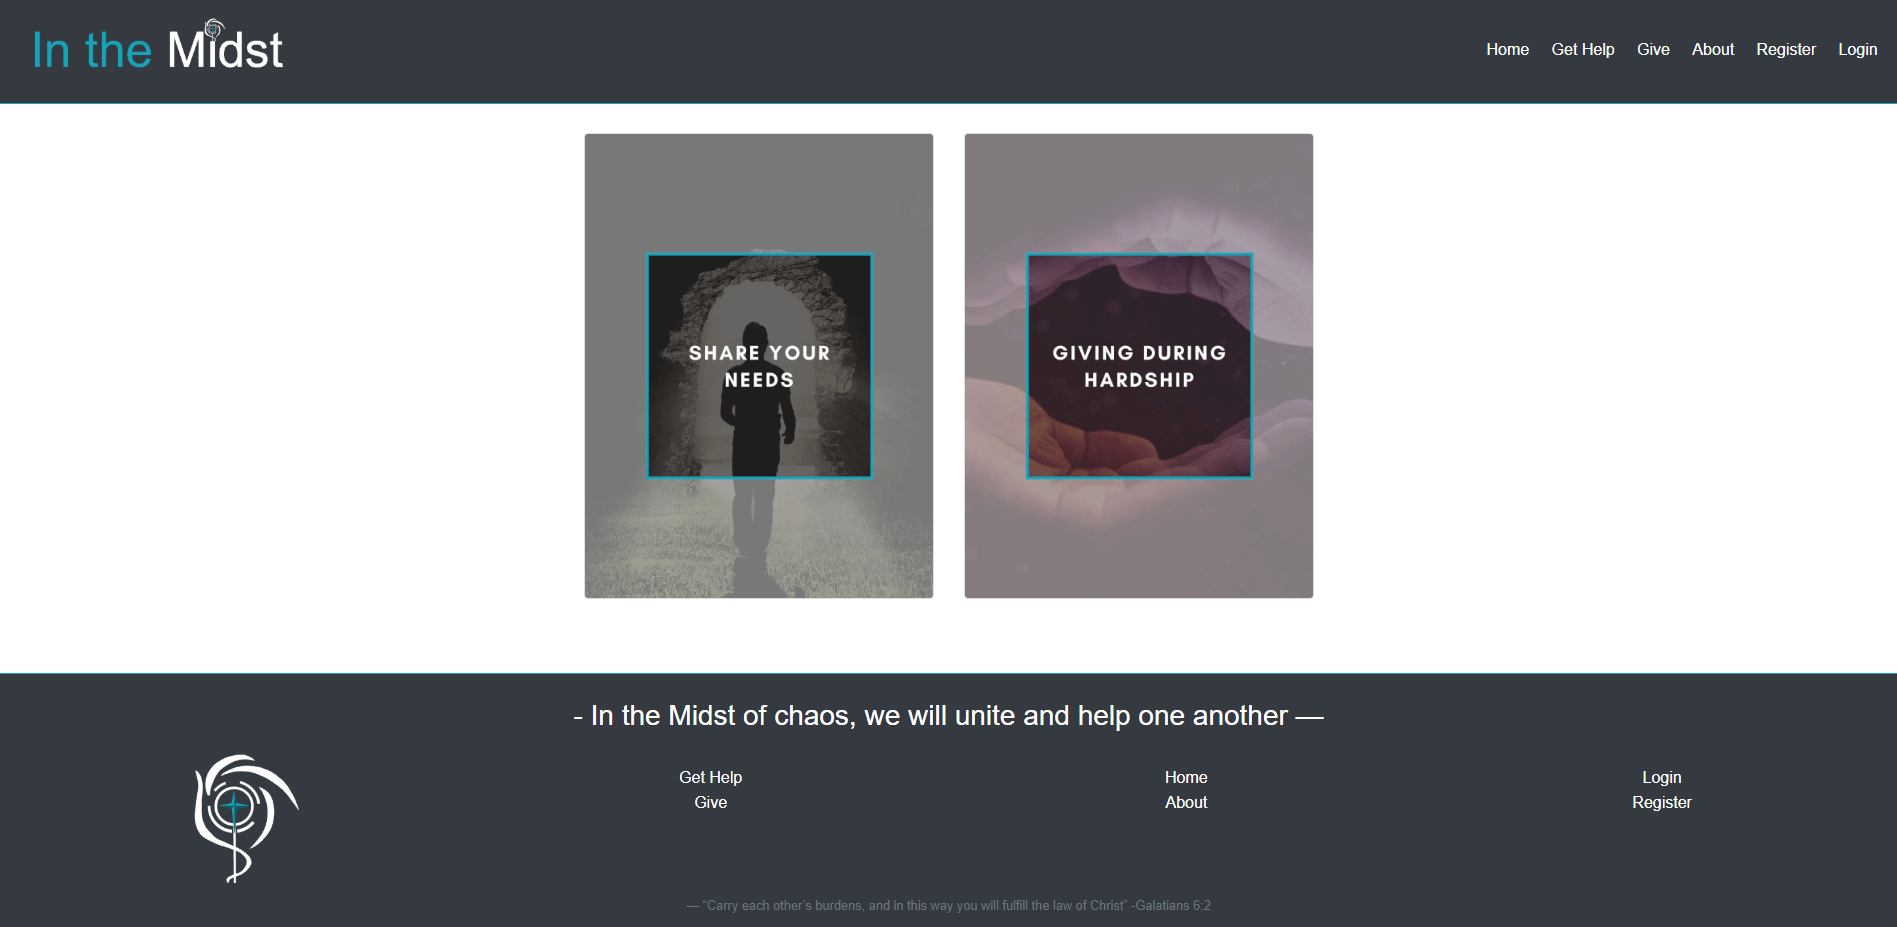 In the Midst
Home Get Help Give About Register Login
SHARE YOUR
NEEDS
GIVING DURING
HARDSHIP
- In the Midst of chaos, we will unite and help one another —
Get Help
Give
Home
About
Login
Register
— “Carry each other’s burdens, and in this way you will fulfill the law of Christ” -Galatians 6:2